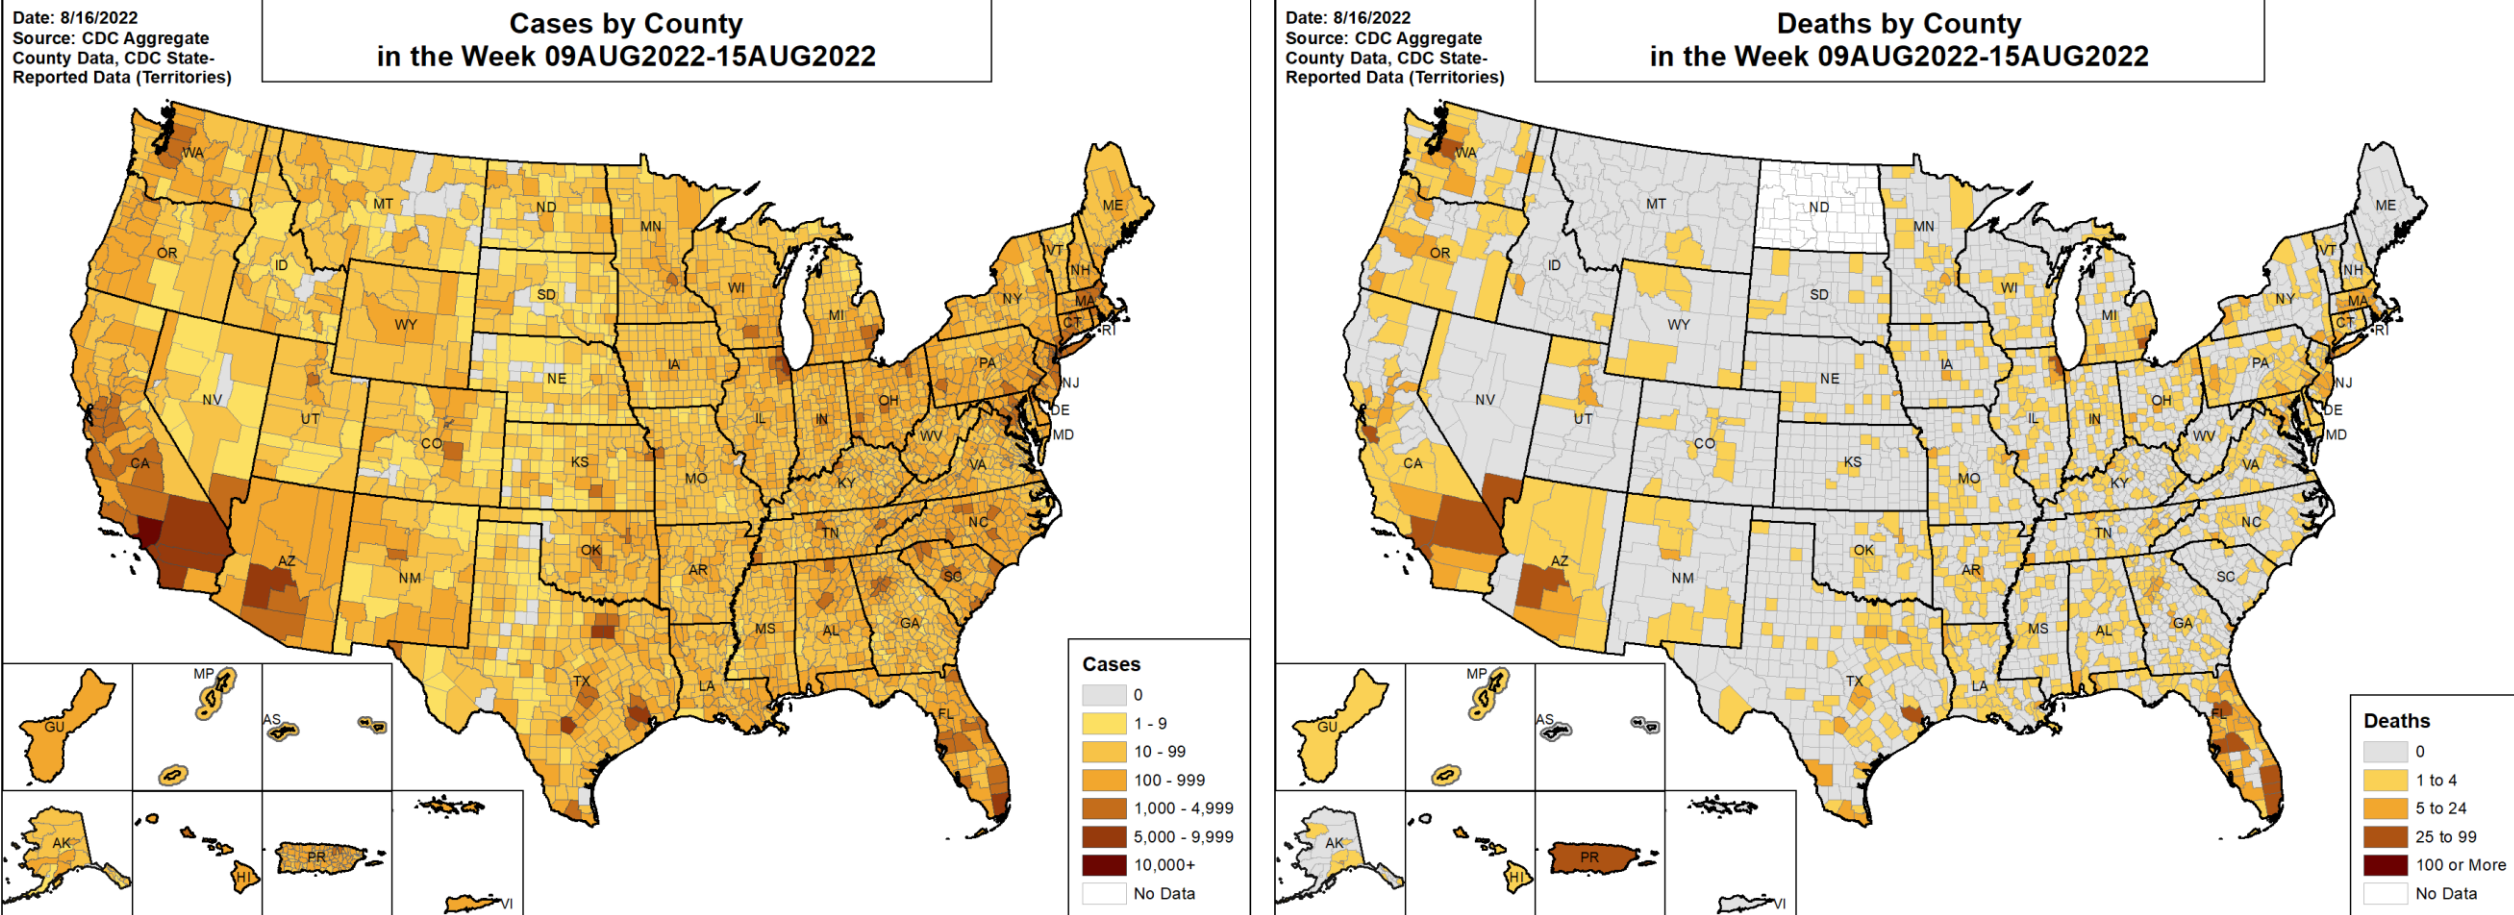 Date: 8/16/2022
Source: CDC Aggregate
County Data, CDC State-
Reported Data (Territories)
Cases by County
in the Week 09AUG2022-15AUG2022
WA
MT
ND
MN
ME
OR
ID
SD
WI
MI
VT
NH
NY
MA
CT
RI
WY
IA
PA
NJ
NE
NV
UT
CO
IL
IN
OH
DE
MD
WV
VA
CA
KS
MO
KY
NC
AZ
NM
OK
TN
AR
SC
MS
AL
GA
TX
LA
FL
GU
MP
AS
AK
HI
PR
VI
Cases
0
1 - 9
10 - 99
100 - 999
1,000 - 4,999
5,000 - 9,999
10,000+
No Data
Date: 8/16/2022
Source: CDC Aggregate
County Data, CDC State-
Reported Data (Territories)
Deaths by County
in the Week 09AUG2022-15AUG2022
WA
MT
ND
MN
ME
OR
ID
SD
WI
MI
VT
NH
NY
MA
CT
RI
WY
IA
PA
NJ
NE
NV
UT
CO
IL
IN
OH
DE
MD
WV
VA
CA
KS
MO
KY
NC
AZ
NM
OK
TN
AR
SC
MS
AL
GA
TX
LA
FL
GU
MP
AS
AK
HI
PR
VI
Deaths
0
1 to 4
5 to 24
25 to 99
100 or More
No Data